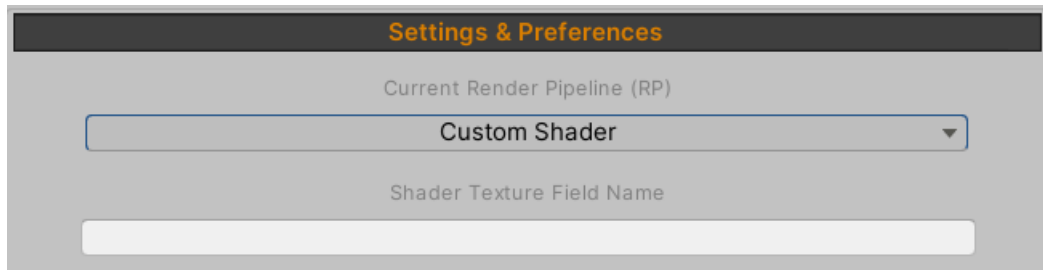 Settings & Preferences
Current Render Pipeline (RP)
Custom Shader
Shader Texture Field Name